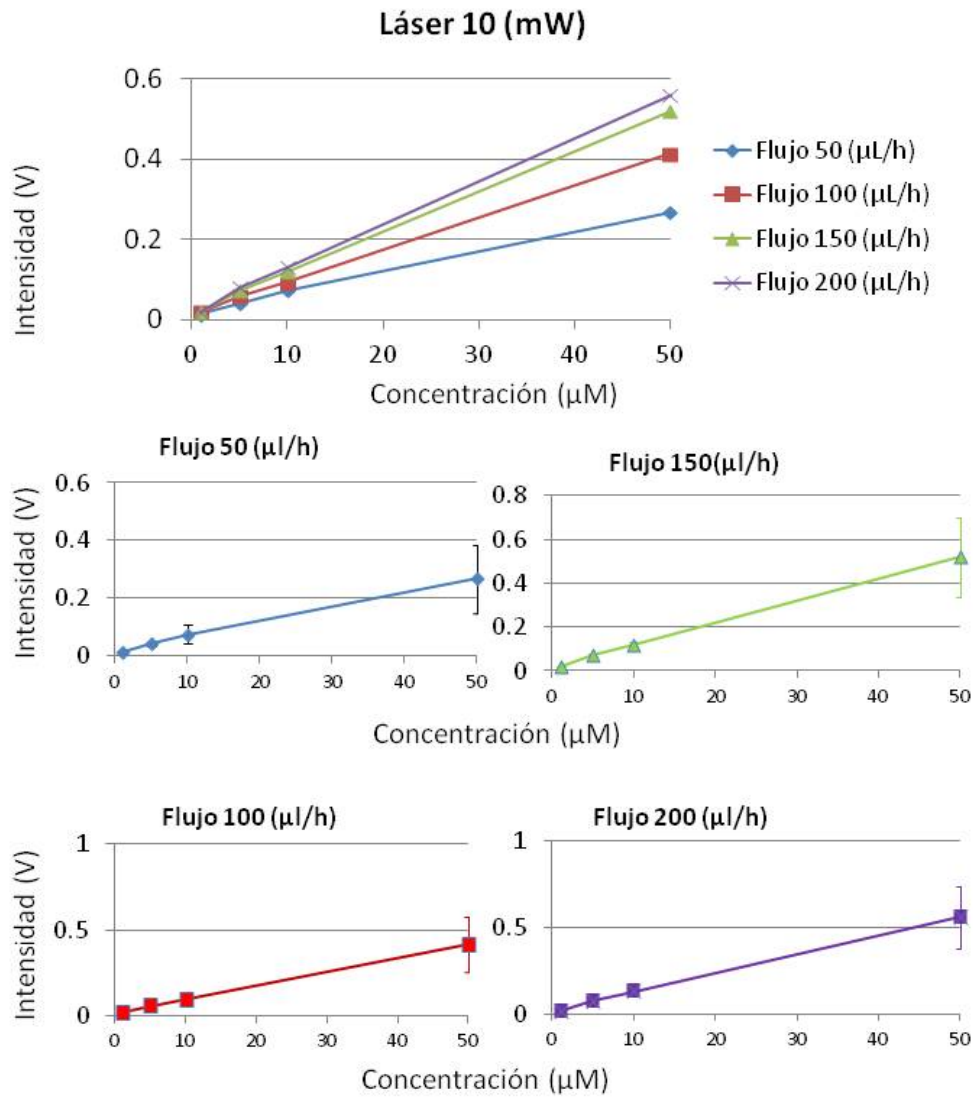 Láser 10 (mW)
Intensidad (V)
0.6
0.4
0.2
0
0 10 20 30 40 50
Concentración (μM)
Flujo 50 (μL/h)
Flujo 100 (μL/h)
Flujo 150 (μL/h)
Flujo 200 (μL/h)
Flujo 50 (μl/h)
Intensidad (V)
0.6
0.4
0.2
0
0 10 20 30 40 50
Flujo 150(μl/h)
0.8
0.6
0.4
0.2
0
0 10 20 30 40 50
Concentración (μM)
Flujo 100 (μl/h)
Intensidad (V)
1
0.5
0
0 10 20 30 40 50
Flujo 200 (μl/h)
1
0.5
0
0 10 20 30 40 50
Concentración (μM)